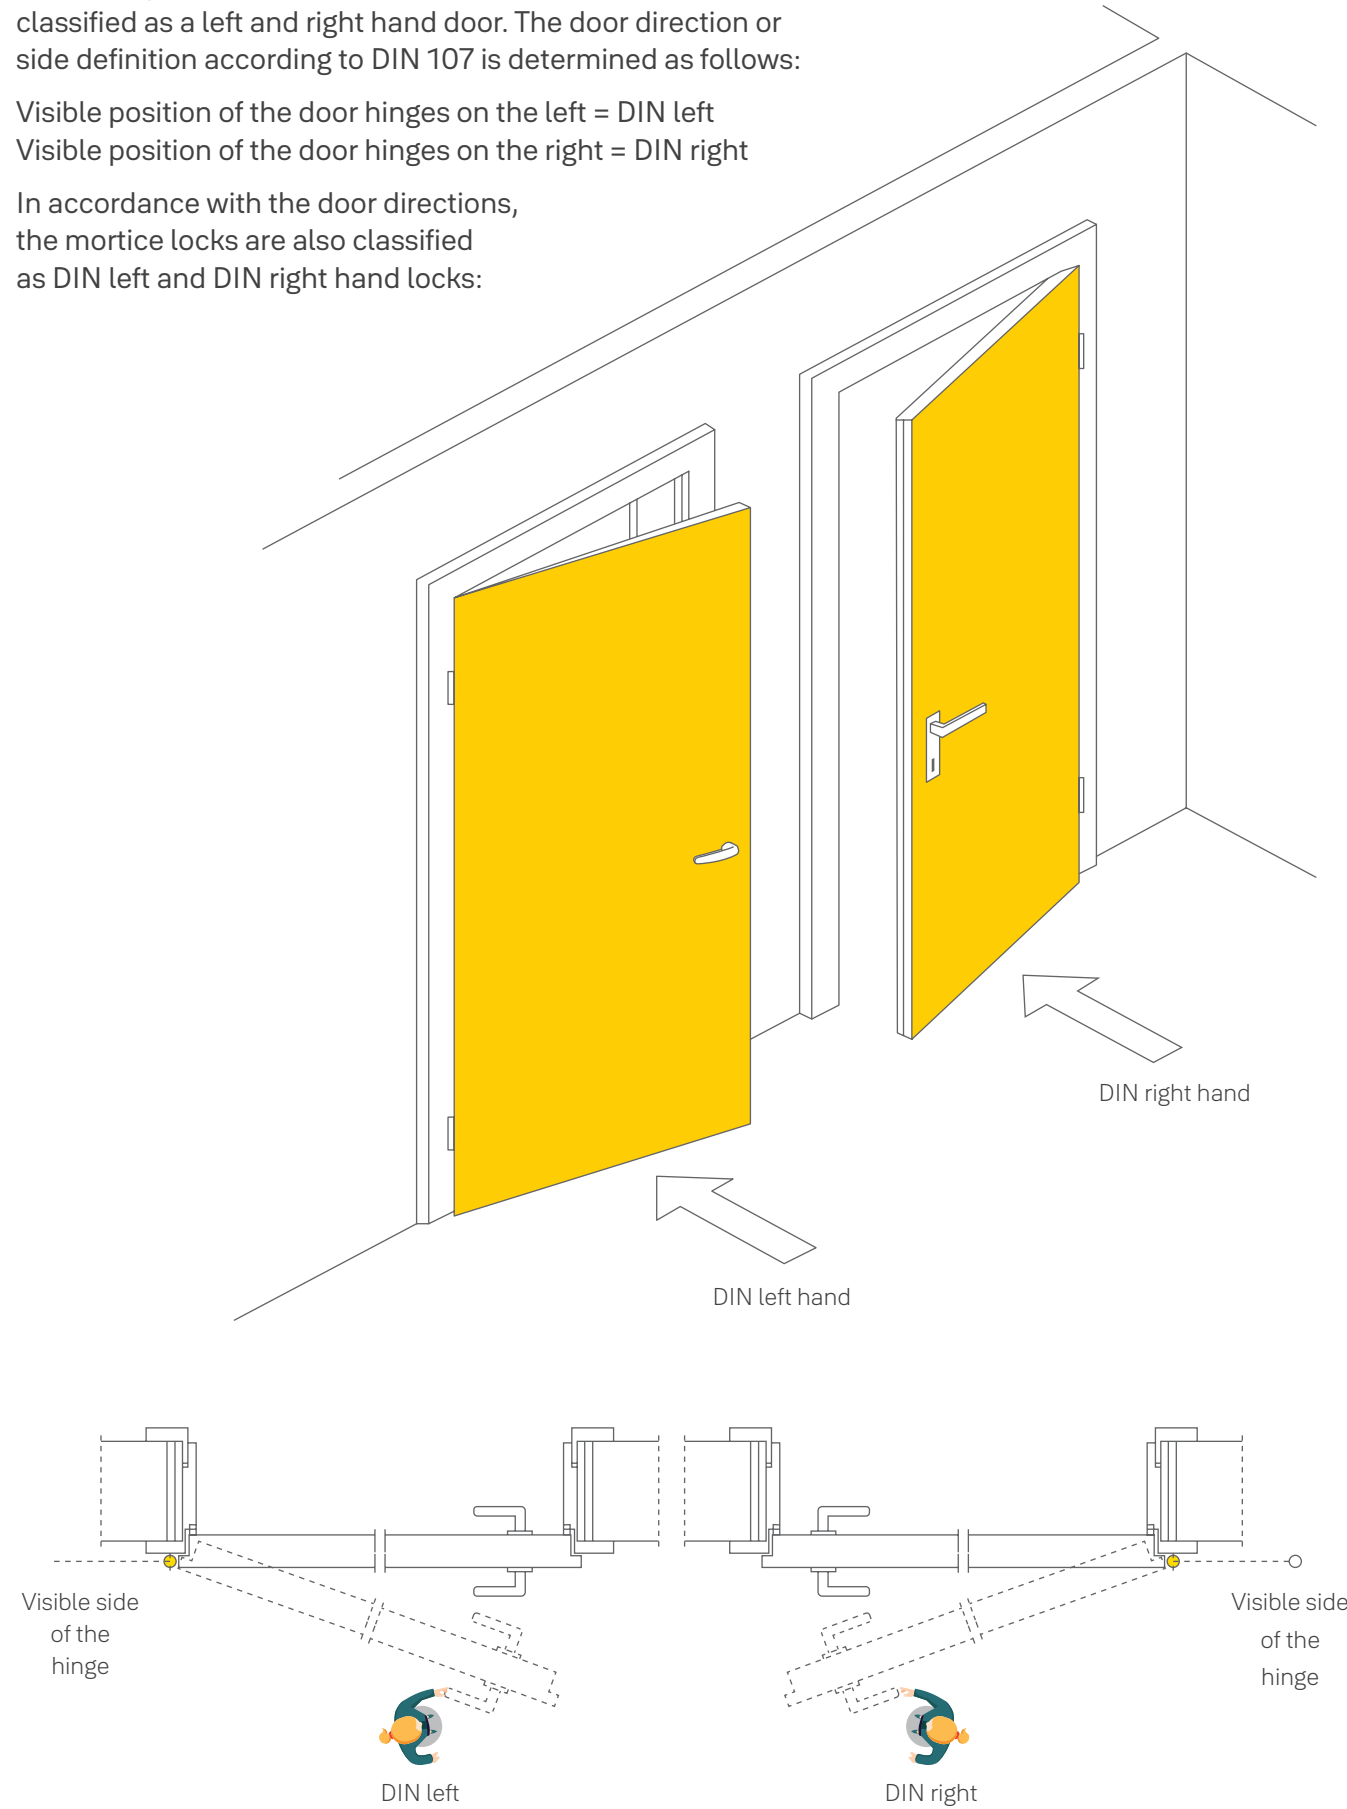 classified as a left and right hand door. The door direction or
side definition according to DIN 107 is determined as follows:
Visible position of the door hinges on the left = DIN left
Visible position of the door hinges on the right = DIN right
In accordance with the door directions,
the mortice locks are also classified
as DIN left and DIN right hand locks:
DIN right hand
DIN left hand
Visible side
of the
hinge
Visible side
of the
hinge
DIN left
DIN right